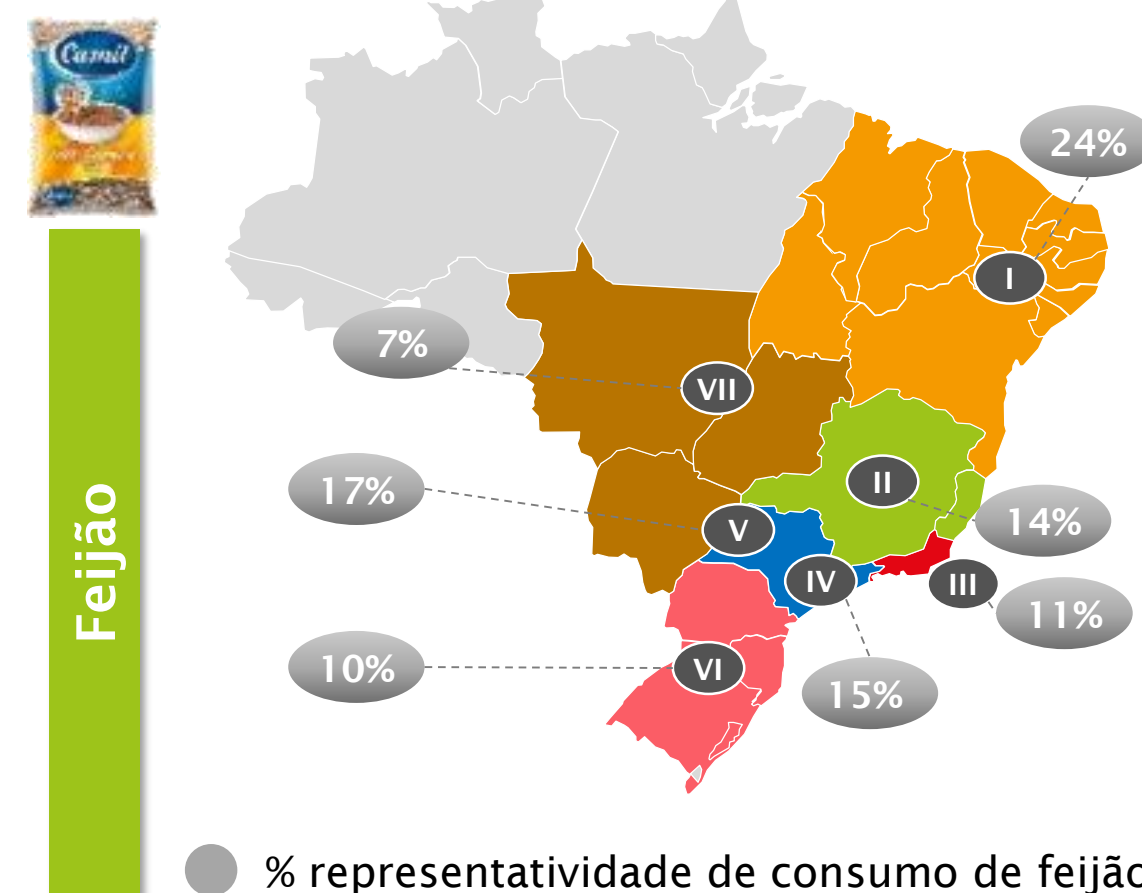 Camil
24%
I
7%
VII
17%
II
V
14%
IV
III
11%
10%
VI
15%
Feijão
% representatividade de consumo de feijão